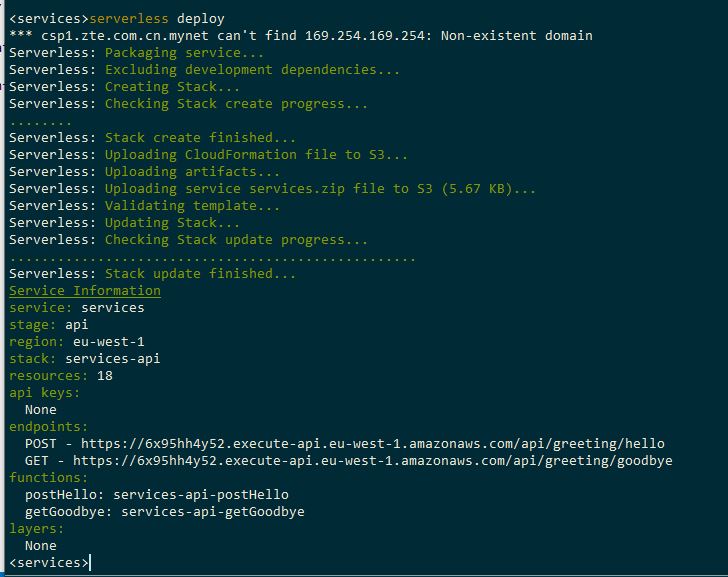 <services>serverless deploy
*** csp1.zte.com.cn.mynet can't find 169.254.169.254: Non-existent domain
Serverless: Packaging service...
Serverless: Excluding development dependencies...
Serverless: Creating Stack...
Serverless: Checking Stack create progress...
........
Serverless: Stack create finished...
Serverless: Uploading CloudFormation file to S3...
Serverless: Uploading artifacts...
Serverless: Uploading service services.zip file to S3 (5.67 KB)...
Serverless: Validating template...
Serverless: Updating Stack...
Serverless: Checking Stack update progress...
...................................................
Serverless: Stack update finished...
Service Information
service: services
stage: api
region: eu-west-1
stack: services-api
resources: 18
api keys:
  None
endpoints:
  POST - https://6x95hh4y52.execute-api.eu-west-1.amazonaws.com/api/greeting/hello
  GET - https://6x95hh4y52.execute-api.eu-west-1.amazonaws.com/api/greeting/goodbye
functions:
  postHello: services-api-postHello
  getGoodbye: services-api-getGoodbye
layers:
  None
<services>